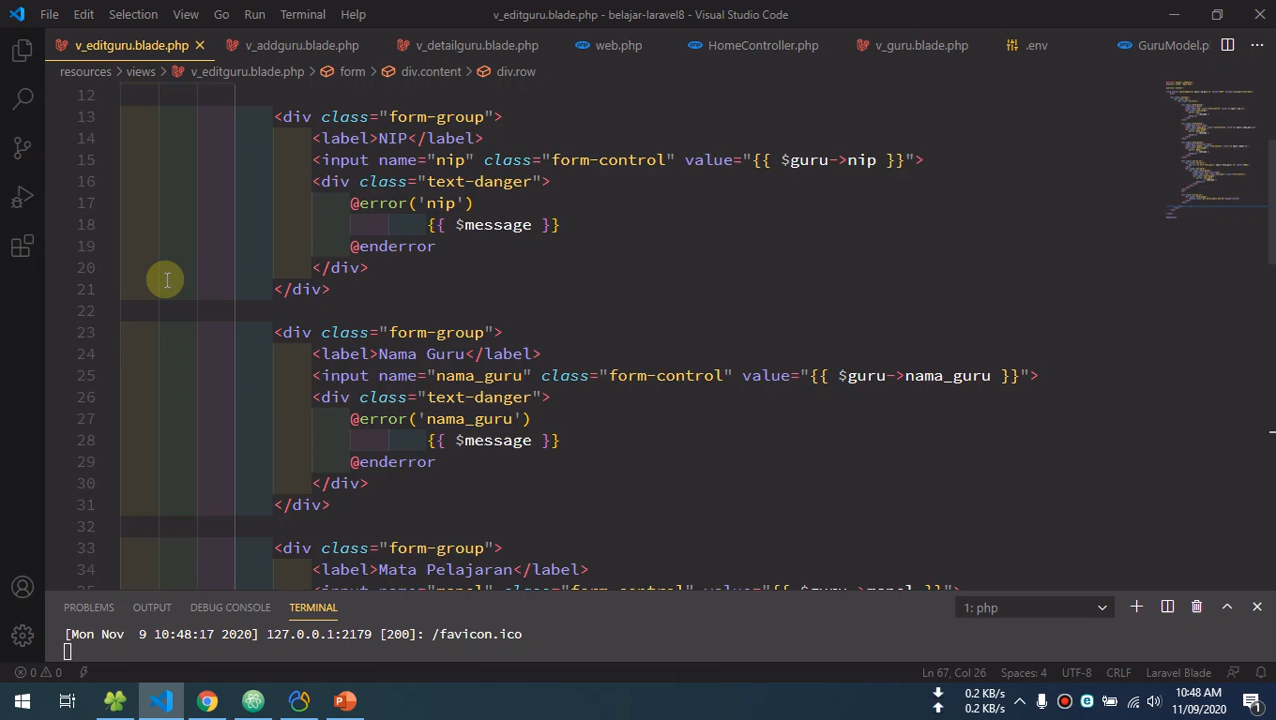 File Edit Selection View Go Run Terminal Help v_editguru.blade.php - belajar-laravel8 - Visual Studio Code
v_editguru.blade.php v_addguru.blade.php v_detailguru.blade.php web.php HomeController.php v_guru.blade.php .env GuruModel.p
resources > views > v_editguru.blade.php > form > div.content > div.row
12
13 <div class="form-group">
14 <label>NIP</label>
15 <input name="nip" class="form-control" value="{{ $guru->nip }}">
16 <div class="text-danger">
17 @error('nip')
18 {{ $message }}
19 @enderror
20 </div>
21 </div>
22
23 <div class="form-group">
24 <label>Nama Guru</label>
25 <input name="nama_guru" class="form-control" value="{{ $guru->nama_guru }}">
26 <div class="text-danger">
27 @error('nama_guru')
28 {{ $message }}
29 @enderror
30 </div>
31 </div>
32
33 <div class="form-group">
34 <label>Mata Pelajaran</label>
PROBLEMS OUTPUT DEBUG CONSOLE TERMINAL 1: php
[Mon Nov  9 10:48:17 2020] 127.0.0.1:2179 [200]: /favicon.ico
0 0 Ln 67, Col 26 Spaces: 4 UTF-8 CRLF Laravel Blade
0.2 KB/s
0.2 KB/s
10:48 AM
11/09/2020
1